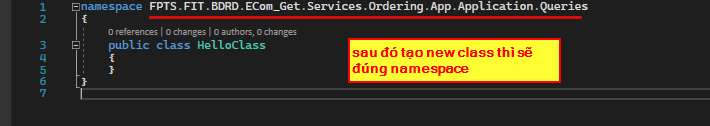 1 namespace FPTS.FIT.BDRD.ECom_Get.Services.Ordering.App.Application.Queries
2 {
0 references | 0 changes | 0 authors, 0 changes
3 public class HelloClass
4 {
5 }
6 }
7
sau đó tạo new class thì sẽ
đúng namespace